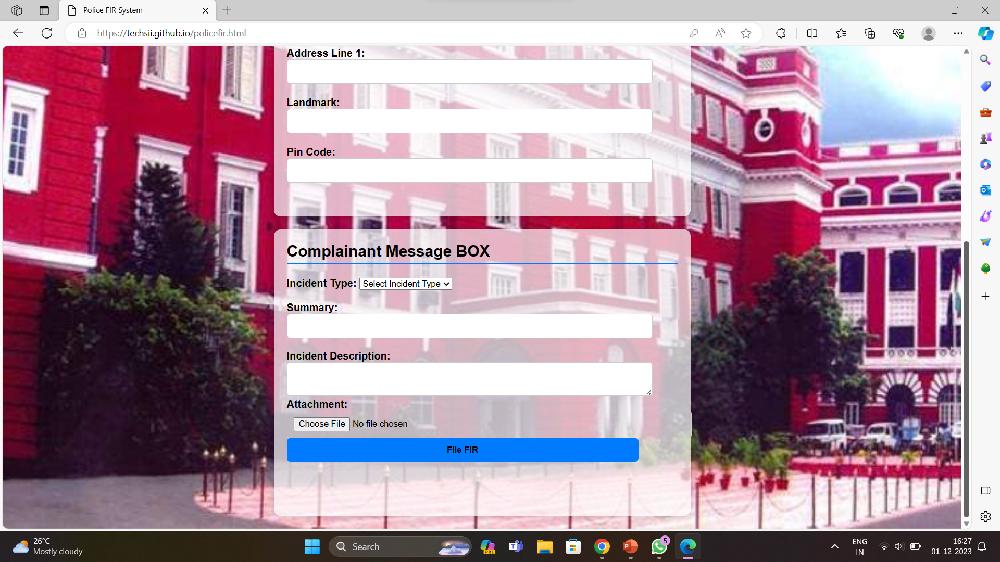 Police FIR System
https://techsii.github.io/policefir.html
Address Line 1:
Landmark:
Pin Code:
Complainant Message BOX
Incident Type: Select Incident Type
Summary:
Incident Description:
Attachment:
Choose File No file chosen
File FIR
26°C
Mostly cloudy
Search
PRE
5
ENG
IN
16:27
01-12-2023